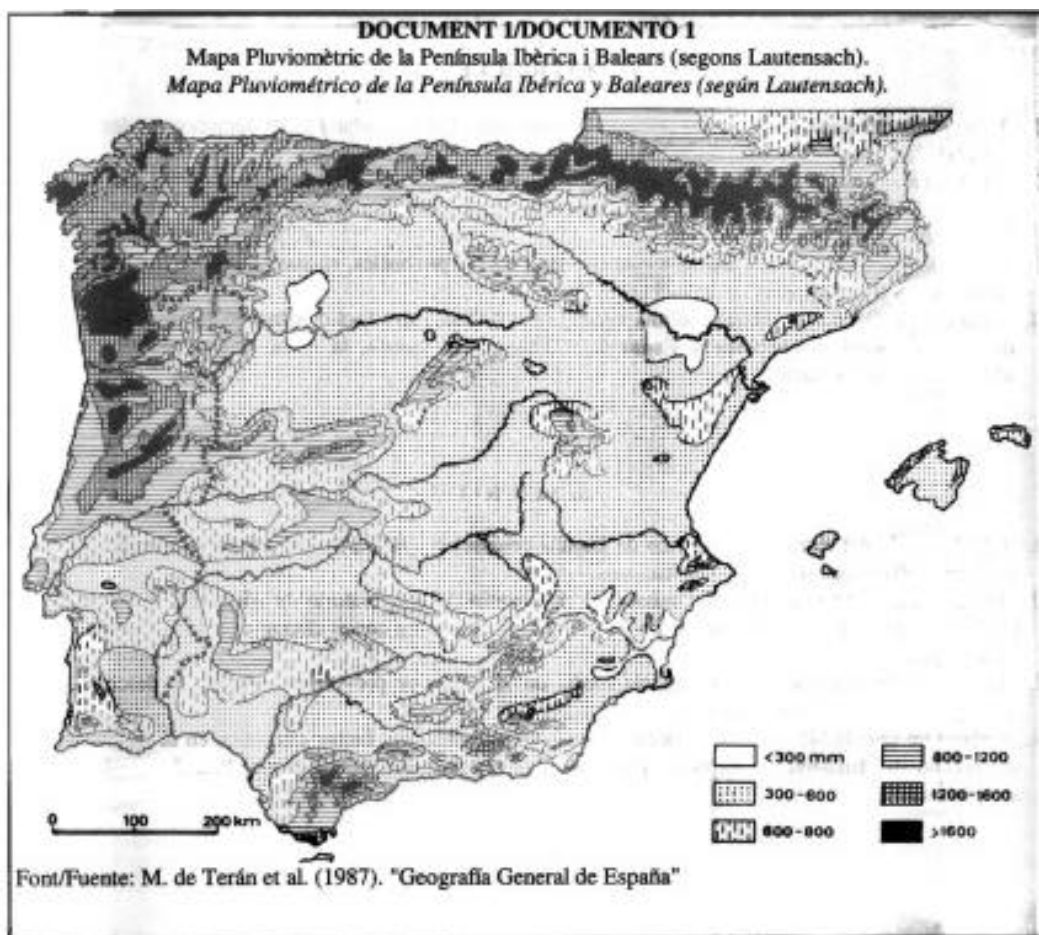 DOCUMENT 1/DOCUMENTO 1
Mapa Pluviomètric de la Península Ibèrica i Balears (segons Lautensach).
Mapa Pluviométrico de la Península Ibérica y Baleares (según Lautensach).
<300 mm
800-1200
300-600
1200-1600
600-800
>1600
0 100 200 km
Font/Fuente: M. de Terán et al. (1987). "Geografía General de España"